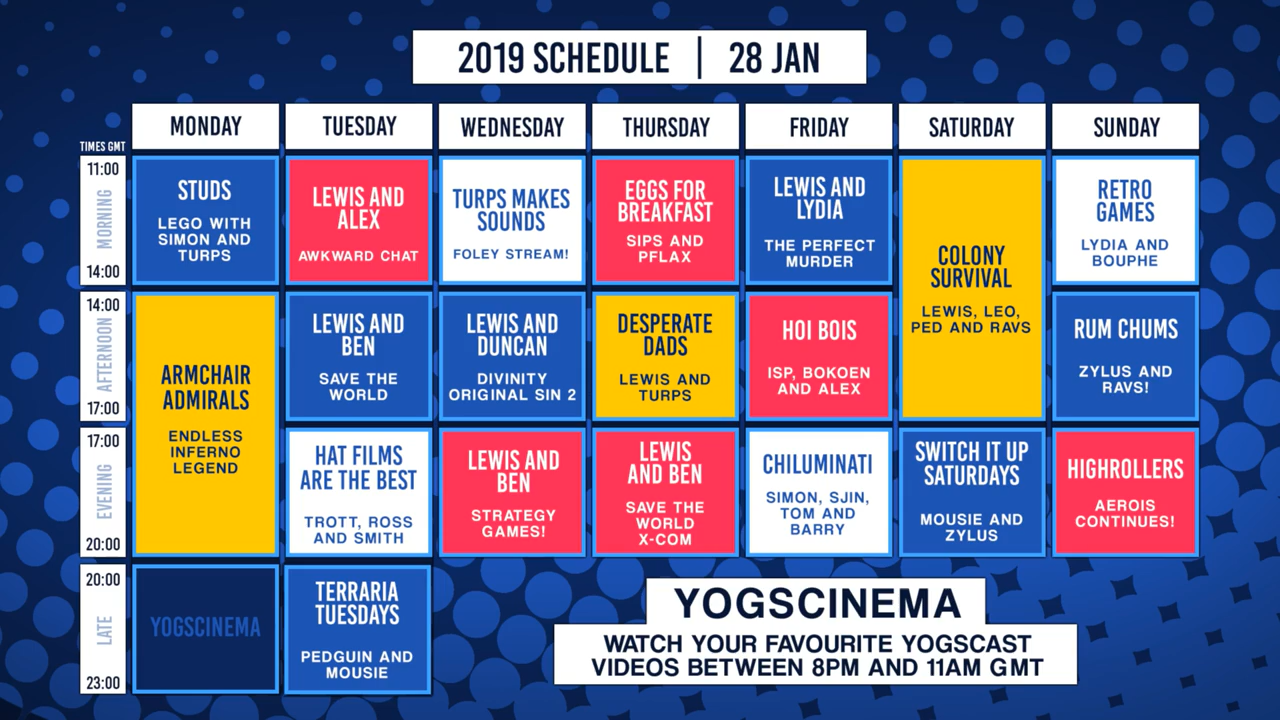 2019 SCHEDULE | 28 JAN
MONDAY
TUESDAY
WEDNESDAY
THURSDAY
FRIDAY
SATURDAY
SUNDAY
TIMES GMT
11:00
MORNING
14:00
STUDS
LEGO WITH
SIMON AND
TURPS
LEWIS AND
ALEX
AWKWARD CHAT
TURPS MAKES
SOUNDS
FOLEY STREAM!
EGGS FOR
BREAKFAST
SIPS AND
PFLAX
LEWIS AND
LYDIA
THE PERFECT
MURDER
COLONY
SURVIVAL
LEWIS, LEO,
PED AND RAVS
RETRO
GAMES
LYDIA AND
BOUPHE
14:00
AFTERNOON
17:00
ARMCHAIR
ADMIRALS
ENDLESS
INFERNO
LEGEND
LEWIS AND
BEN
SAVE THE
WORLD
LEWIS AND
DUNCAN
DIVINITY
ORIGINAL SIN 2
DESPERATE
DADS
LEWIS AND
TURPS
HOI BOIS
ISP, BOKOEN
AND ALEX
RUM CHUMS
ZYLUS AND
RAVS!
17:00
EVENING
20:00
HAT FILMS
ARE THE BEST
TROTT, ROSS
AND SMITH
LEWIS AND
BEN
STRATEGY
GAMES!
LEWIS
AND BEN
SAVE THE
WORLD
X-COM
CHILUMINATI
SIMON, SJIN,
TOM AND
BARRY
SWITCH IT UP
SATURDAYS
MOUSIE AND
ZYLUS
HIGHROLLERS
AEROIS
CONTINUES!
20:00
LATE
23:00
YOGSCINEMA
TERRARIA
TUESDAYS
PEDGUIN AND
MOUSIE
YOGSCINEMA
WATCH YOUR FAVOURITE YOGSCAST
VIDEOS BETWEEN 8PM AND 11AM GMT